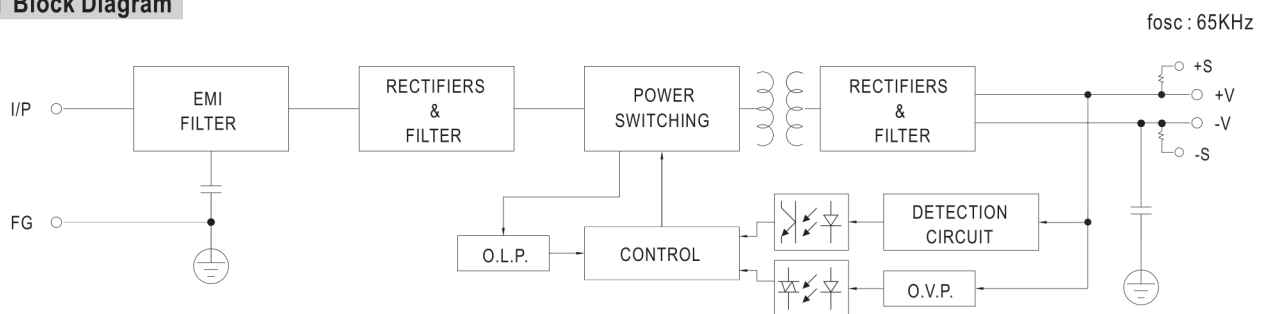 Block Diagram
fosc : 65KHz
I/P
EMI
FILTER
RECTIFIERS
&
FILTER
POWER
SWITCHING
RECTIFIERS
&
FILTER
+S
+V
-V
-S
FG
O.L.P.
CONTROL
DETECTION
CIRCUIT
O.V.P.